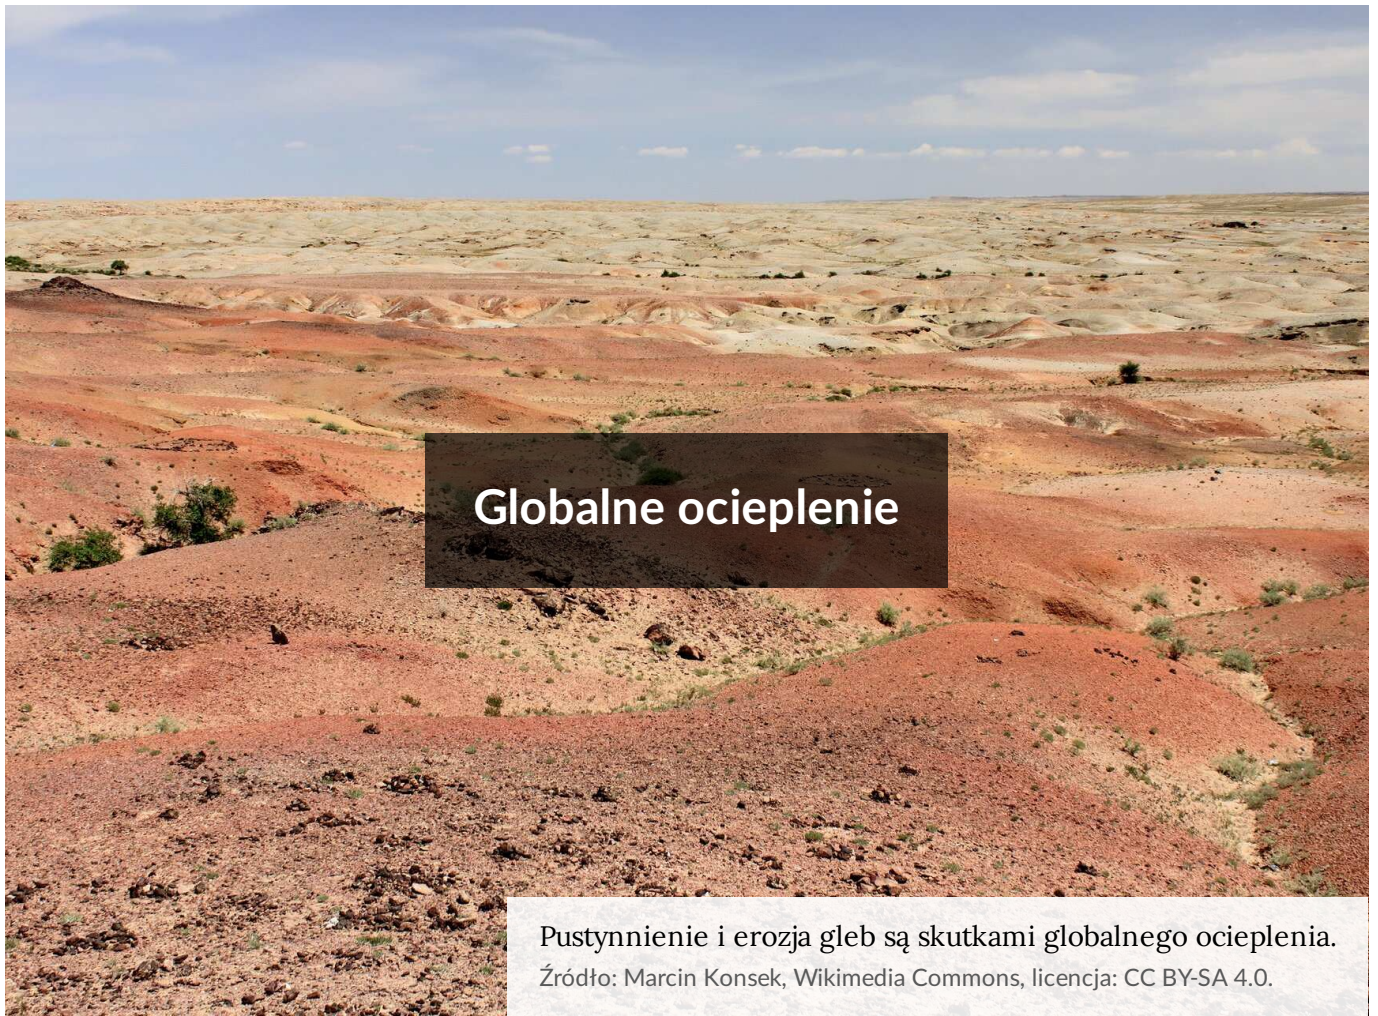 Globalne ocieplenie
Pustynnienie i erozja gleb są skutkami globalnego ocieplenia.
Źródło: Marcin Konsek, Wikimedia Commons, licencja: CC BY-SA 4.0.